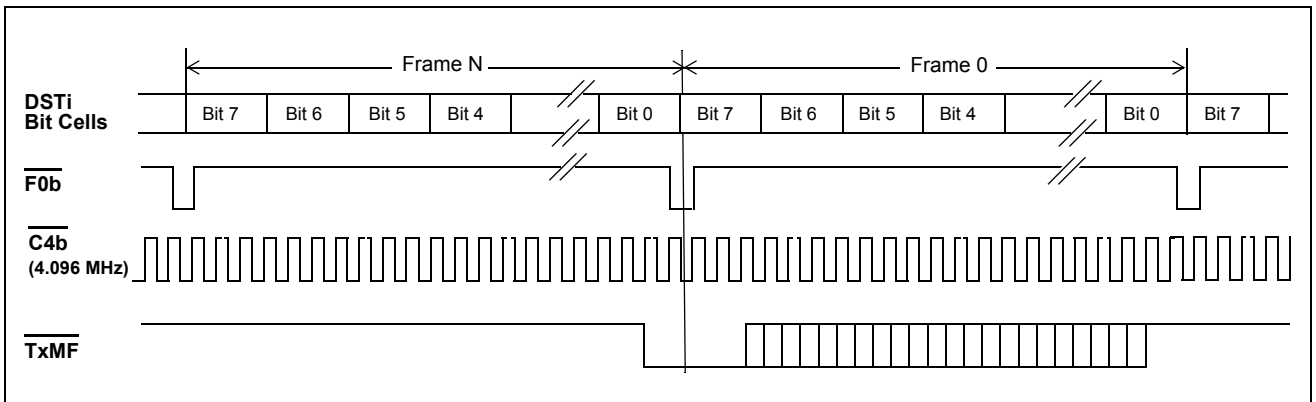 Frame N Frame 0
DSTi
Bit Cells
Bit 7 Bit 6 Bit 5 Bit 4 Bit 0 Bit 7 Bit 6 Bit 5 Bit 4 Bit 0 Bit 7
F0b
C4b
(4.096 MHz)
TxMF